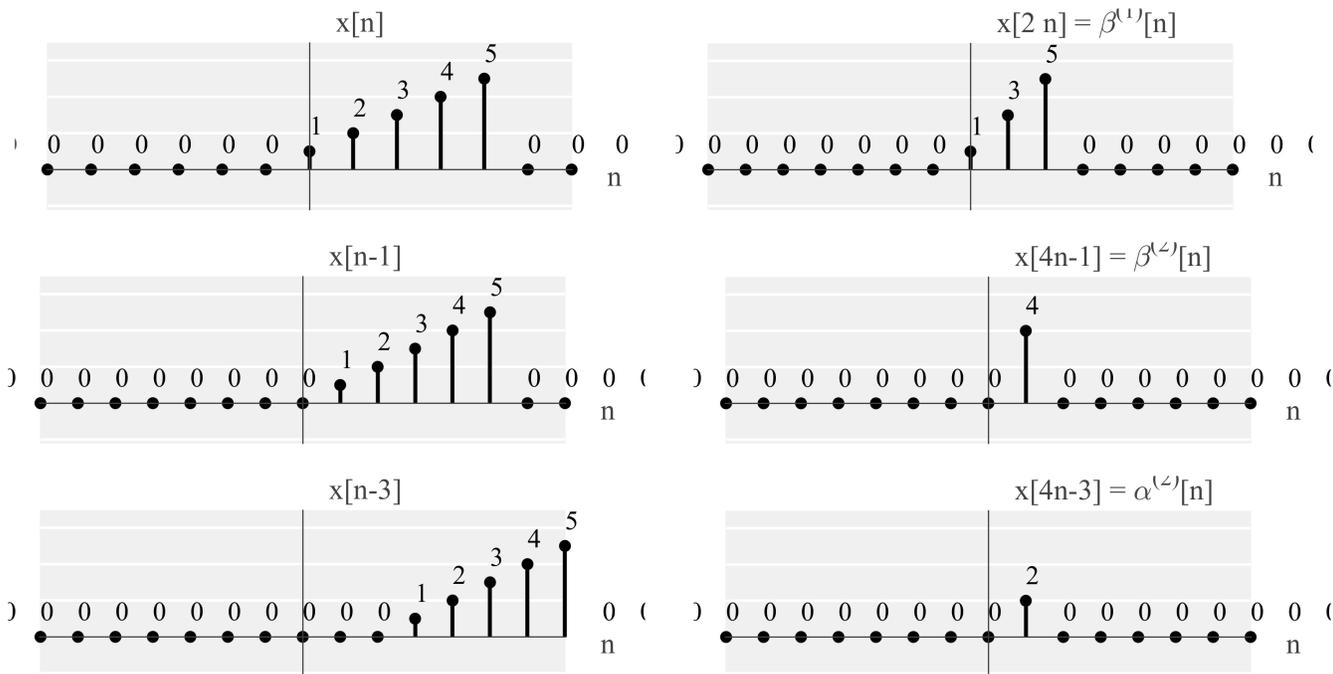 x[n]
0 0 0 0 0 0 1 2 3 4 5 0 0 0
n
x[2 n] = β⁽¹⁾[n]
0 0 0 0 0 0 0 1 3 5 0 0 0 0 0 0
n
x[n-1]
0 0 0 0 0 0 0 0 1 2 3 4 5 0 0 0
n
x[4n-1] = β⁽²⁾[n]
0 0 0 0 0 0 0 0 4 0 0 0 0 0 0 0
n
x[n-3]
0 0 0 0 0 0 0 0 0 0 1 2 3 4 5 0
n
x[4n-3] = α⁽²⁾[n]
0 0 0 0 0 0 0 0 2 0 0 0 0 0 0 0
n